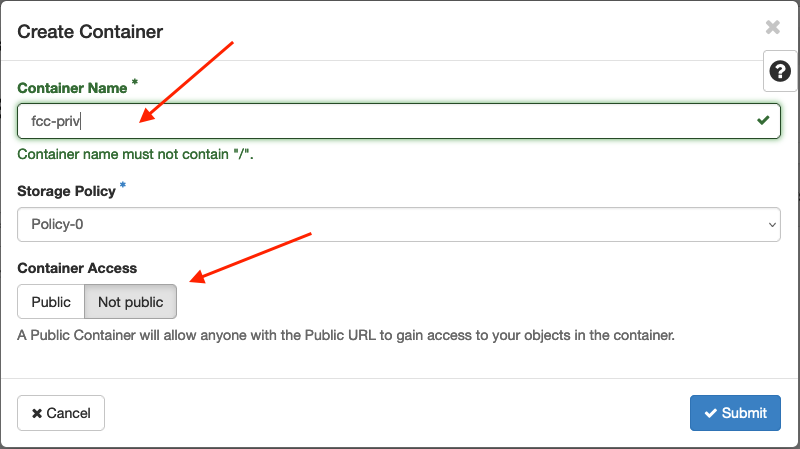 Create Container
Container Name *
fcc-priv
Container name must not contain "/".
Storage Policy *
Policy-0
Container Access
Public Not public
A Public Container will allow anyone with the Public URL to gain access to your objects in the container.
Cancel Submit